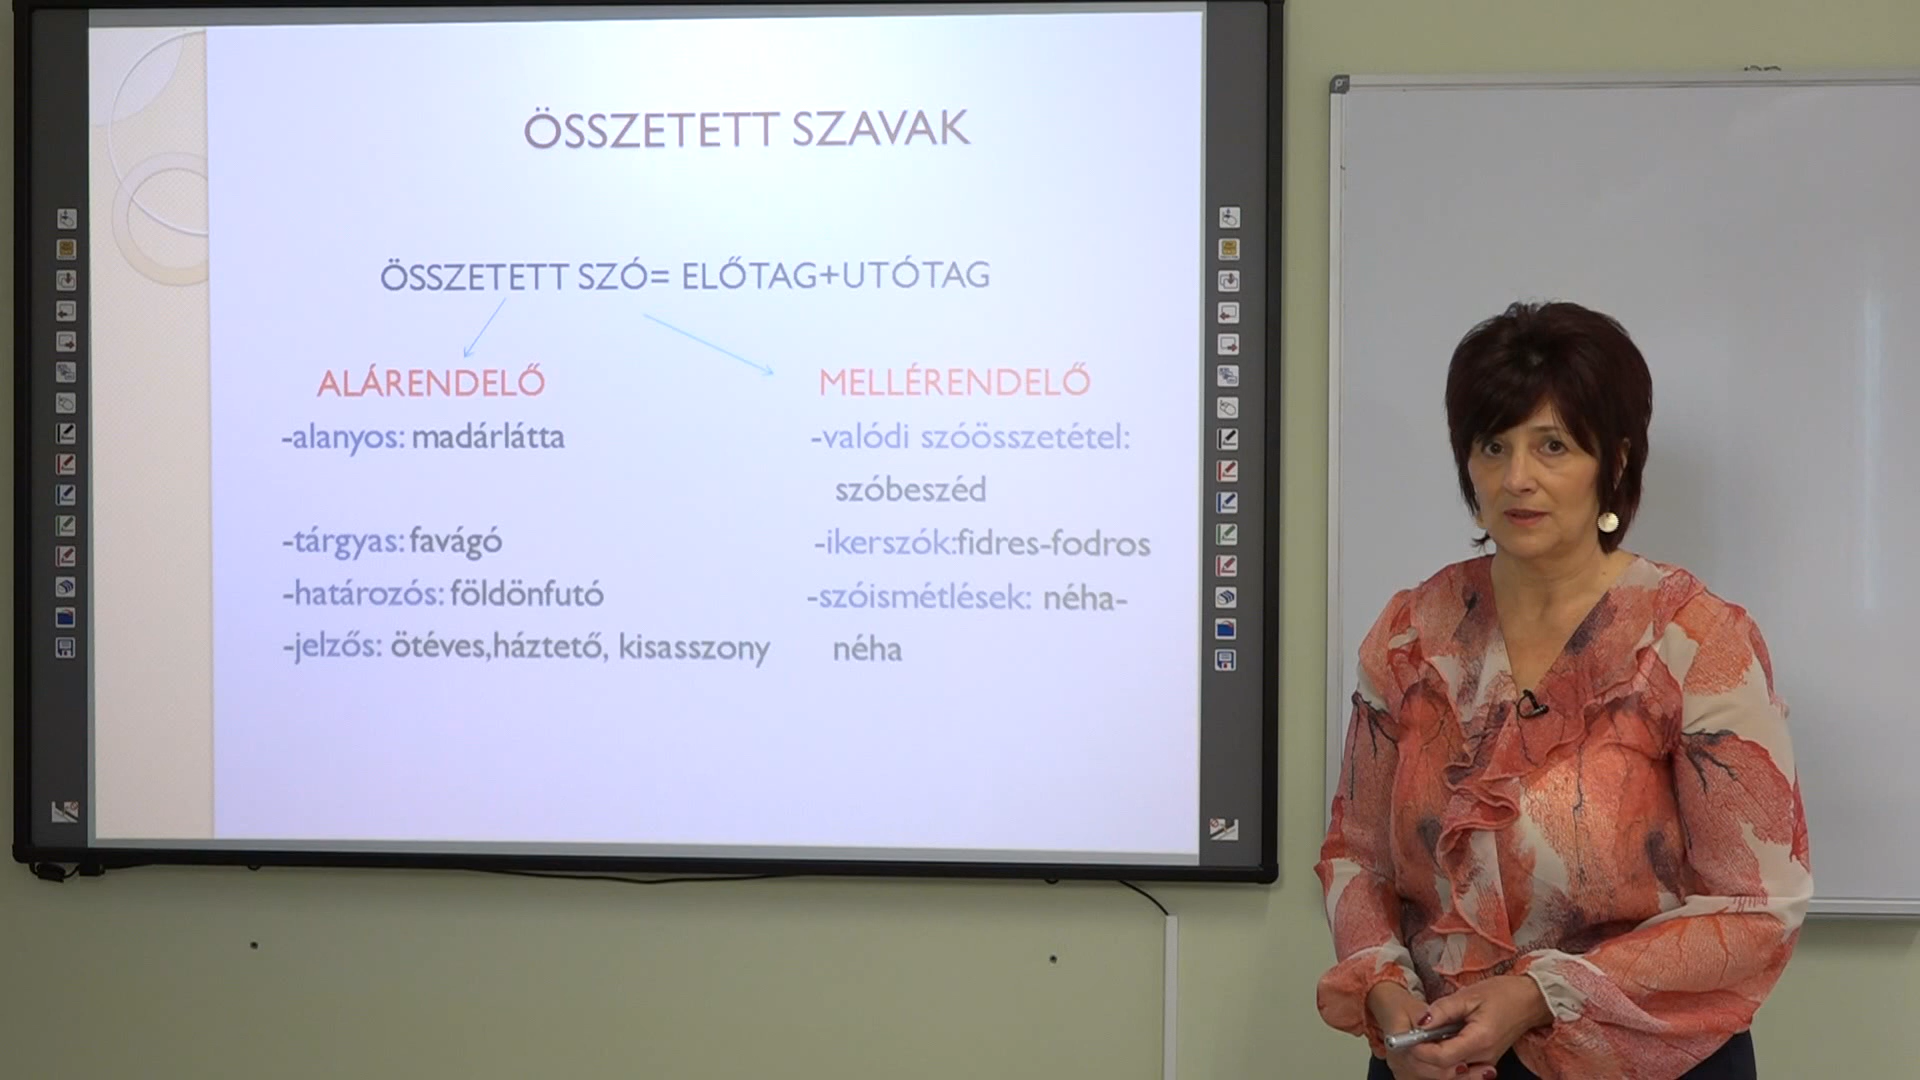 ÖSSZETETT SZAVAK
ÖSSZETETT SZÓ= ELŐTAG+UTÓTAG
ALÁRENDELŐ
-alanyos: madárlátta
-tárgyas: favágó
-határozós: földönfutó
-jelzős: ötéves,háztető, kisasszony
MELLÉRENDELŐ
-valódi szóösszetétel:
szóbeszéd
-ikerszók:fidres-fodros
-szóismétlések: néha-
néha